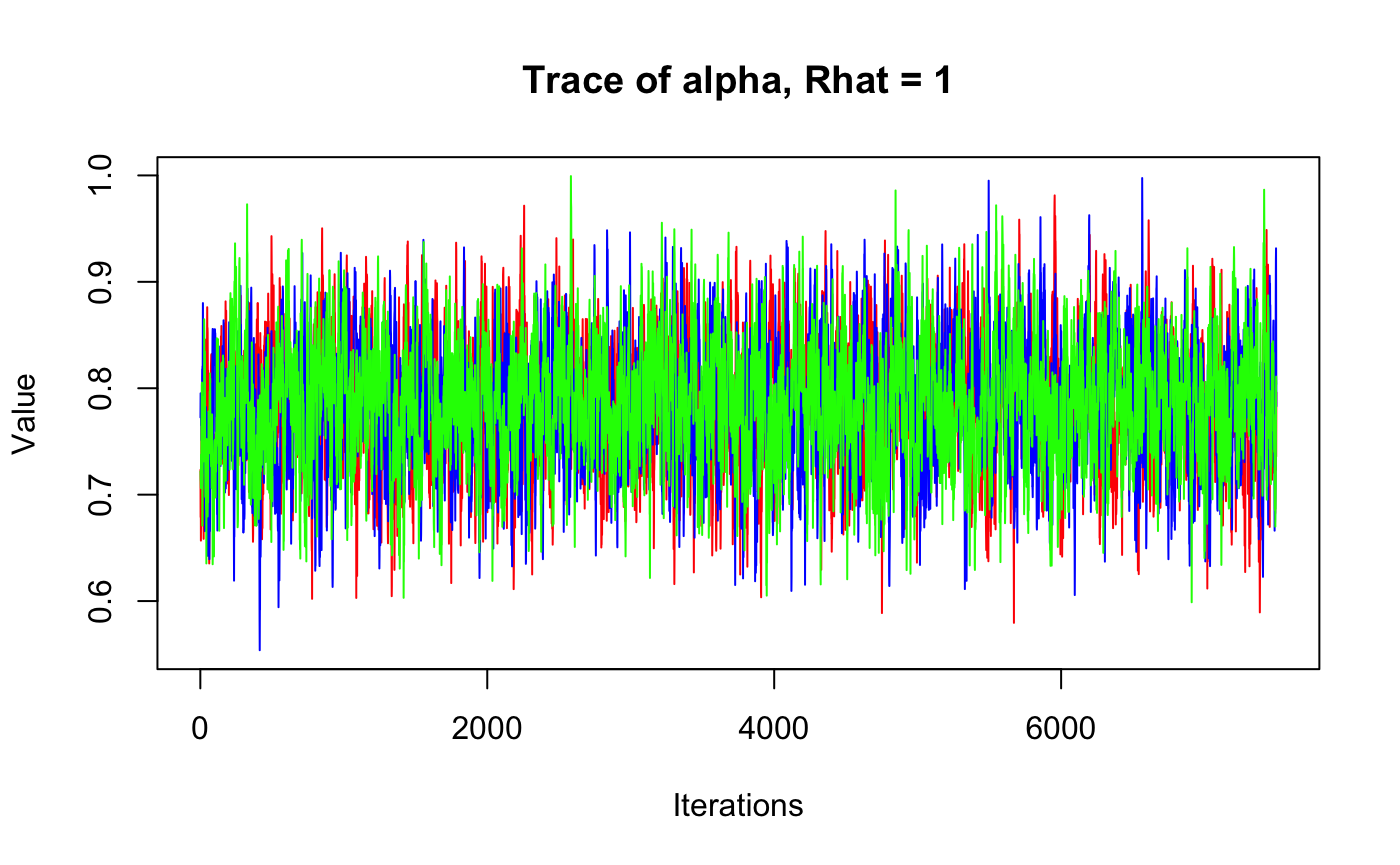 Trace of alpha, Rhat = 1
1.0
0.9
0.8
0.7
0.6
Value
0 2000 4000 6000
Iterations